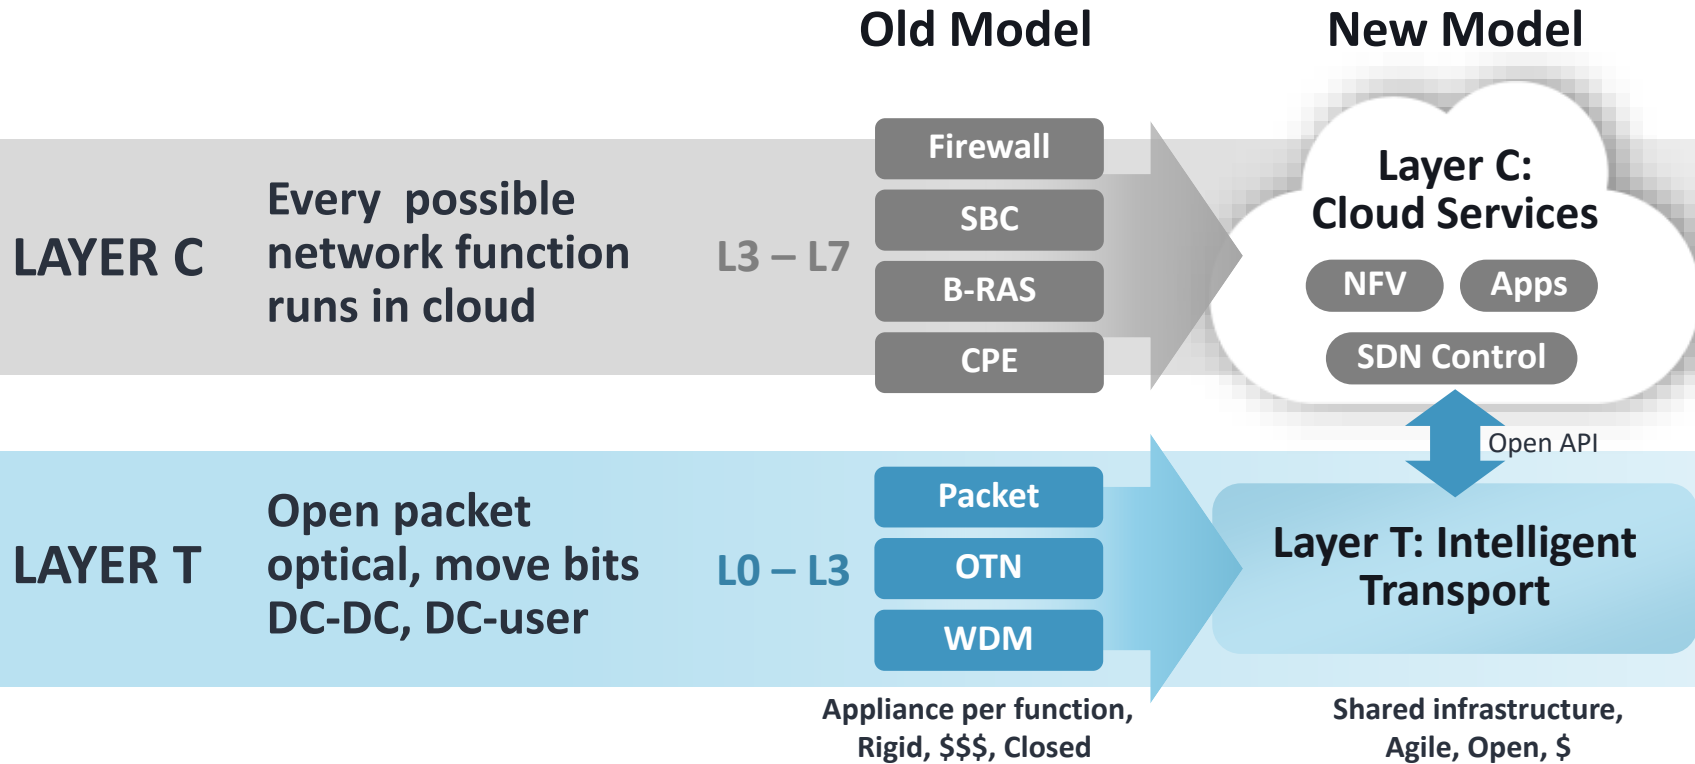 Old Model
New Model
LAYER C
Every possible
network function
runs in cloud
L3 – L7
Firewall
SBC
B-RAS
CPE
Layer C:
Cloud Services
NFV
Apps
SDN Control
Open API
LAYER T
Open packet
optical, move bits
DC-DC, DC-user
L0 – L3
Packet
OTN
WDM
Layer T: Intelligent
Transport
Appliance per function,
Rigid, $$$, Closed
Shared infrastructure,
Agile, Open, $